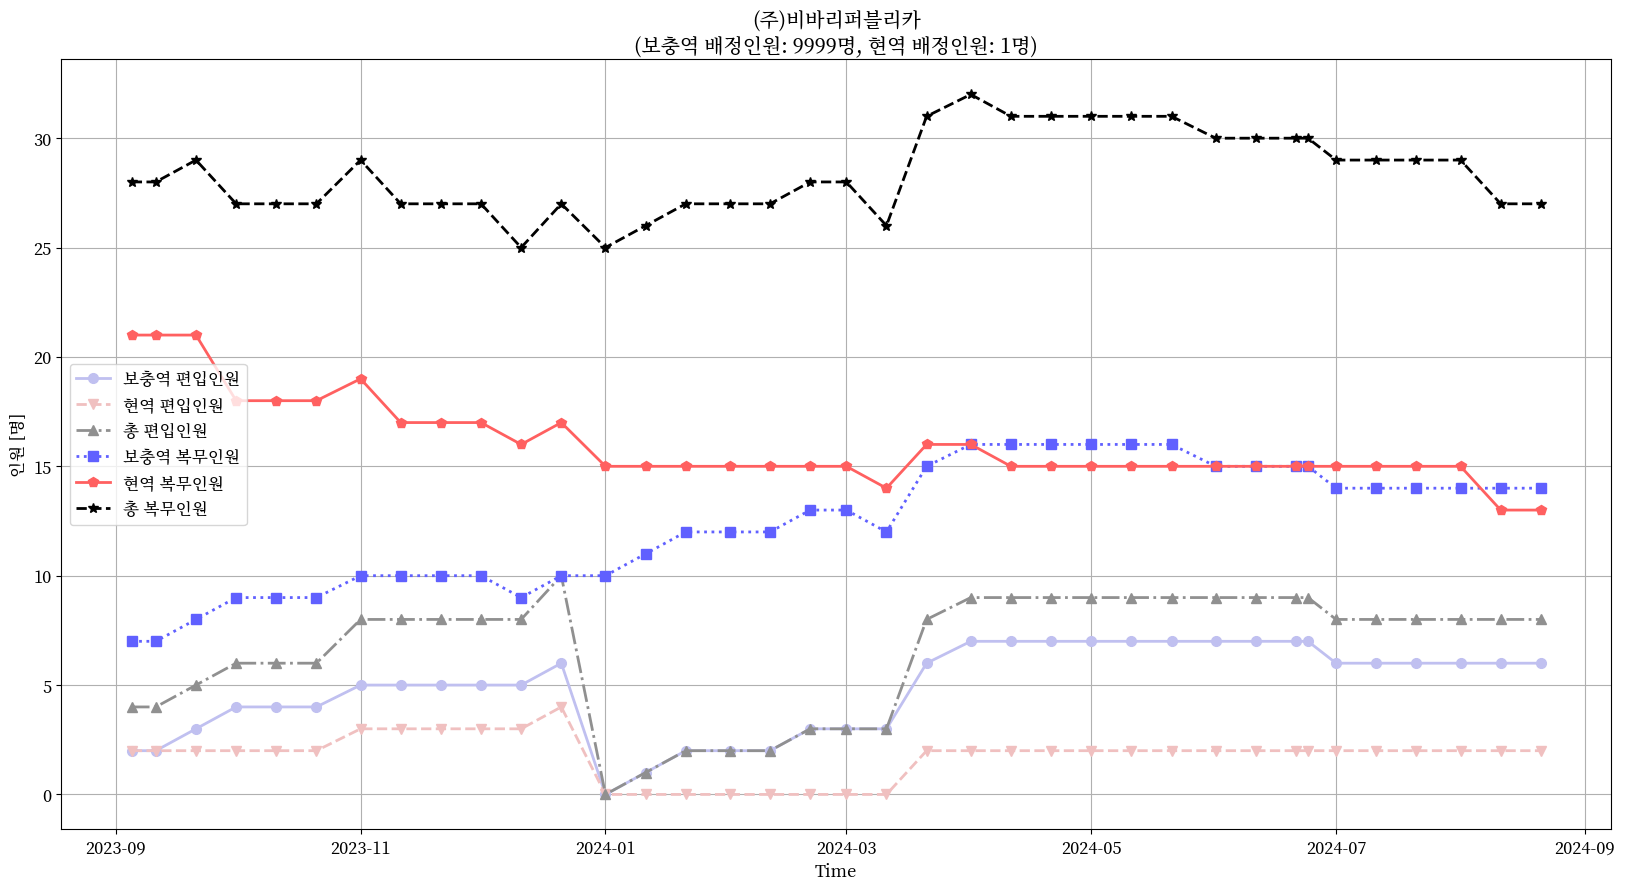 (주)비바리퍼블리카
(보충역 배정인원: 9999명, 현역 배정인원: 1명)
인원 [명]
30
25
20
15
10
5
0
보충역 편입인원
현역 편입인원
총 편입인원
보충역 복무인원
현역 복무인원
총 복무인원
2023-09
2023-11
2024-01
2024-03
2024-05
2024-07
2024-09
Time